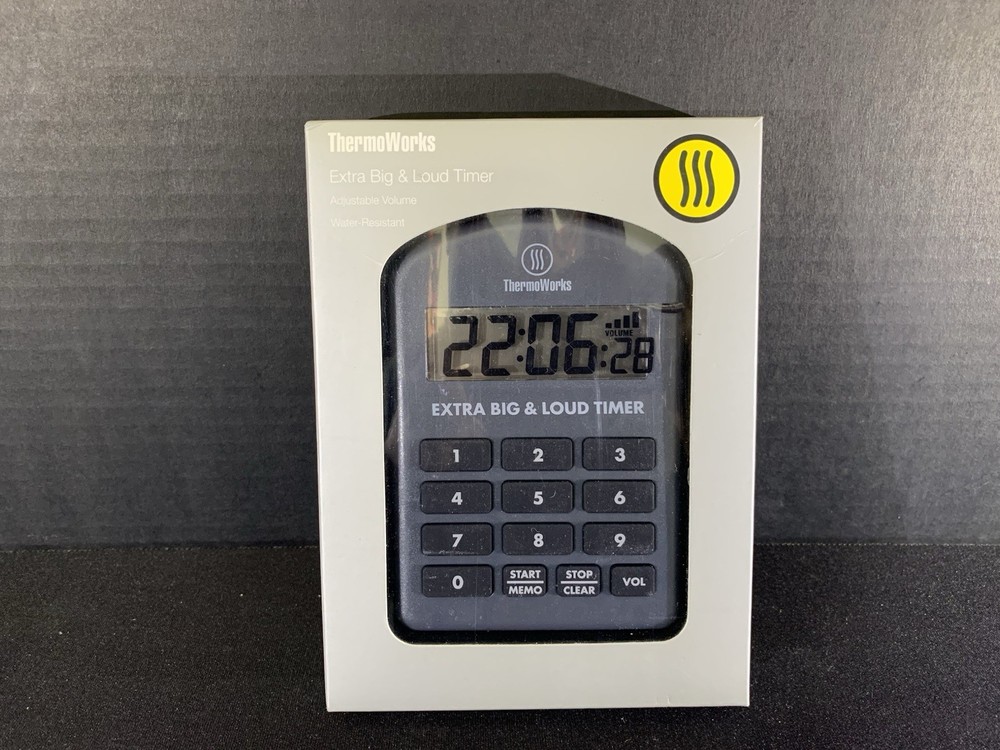 ThermoWorks
Extra Big & Loud Timer
Adjustable Volume
Water-Resistant
ThermoWorks
22:06:28
VOLUME
EXTRA BIG & LOUD TIMER
1 2 3
4 5 6
7 8 9
0 START MEMO STOP CLEAR VOL